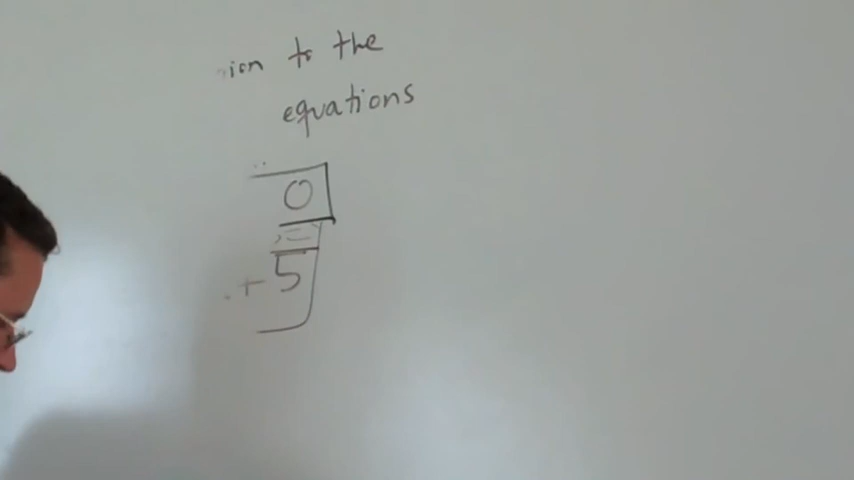 ion to the
equations
0
=
+ 5